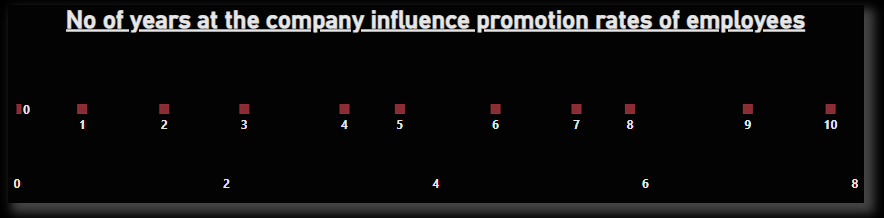 No of years at the company influence promotion rates of employees
0
1 2 3 4 5 6 7 8 9 10
0 2 4 6 8